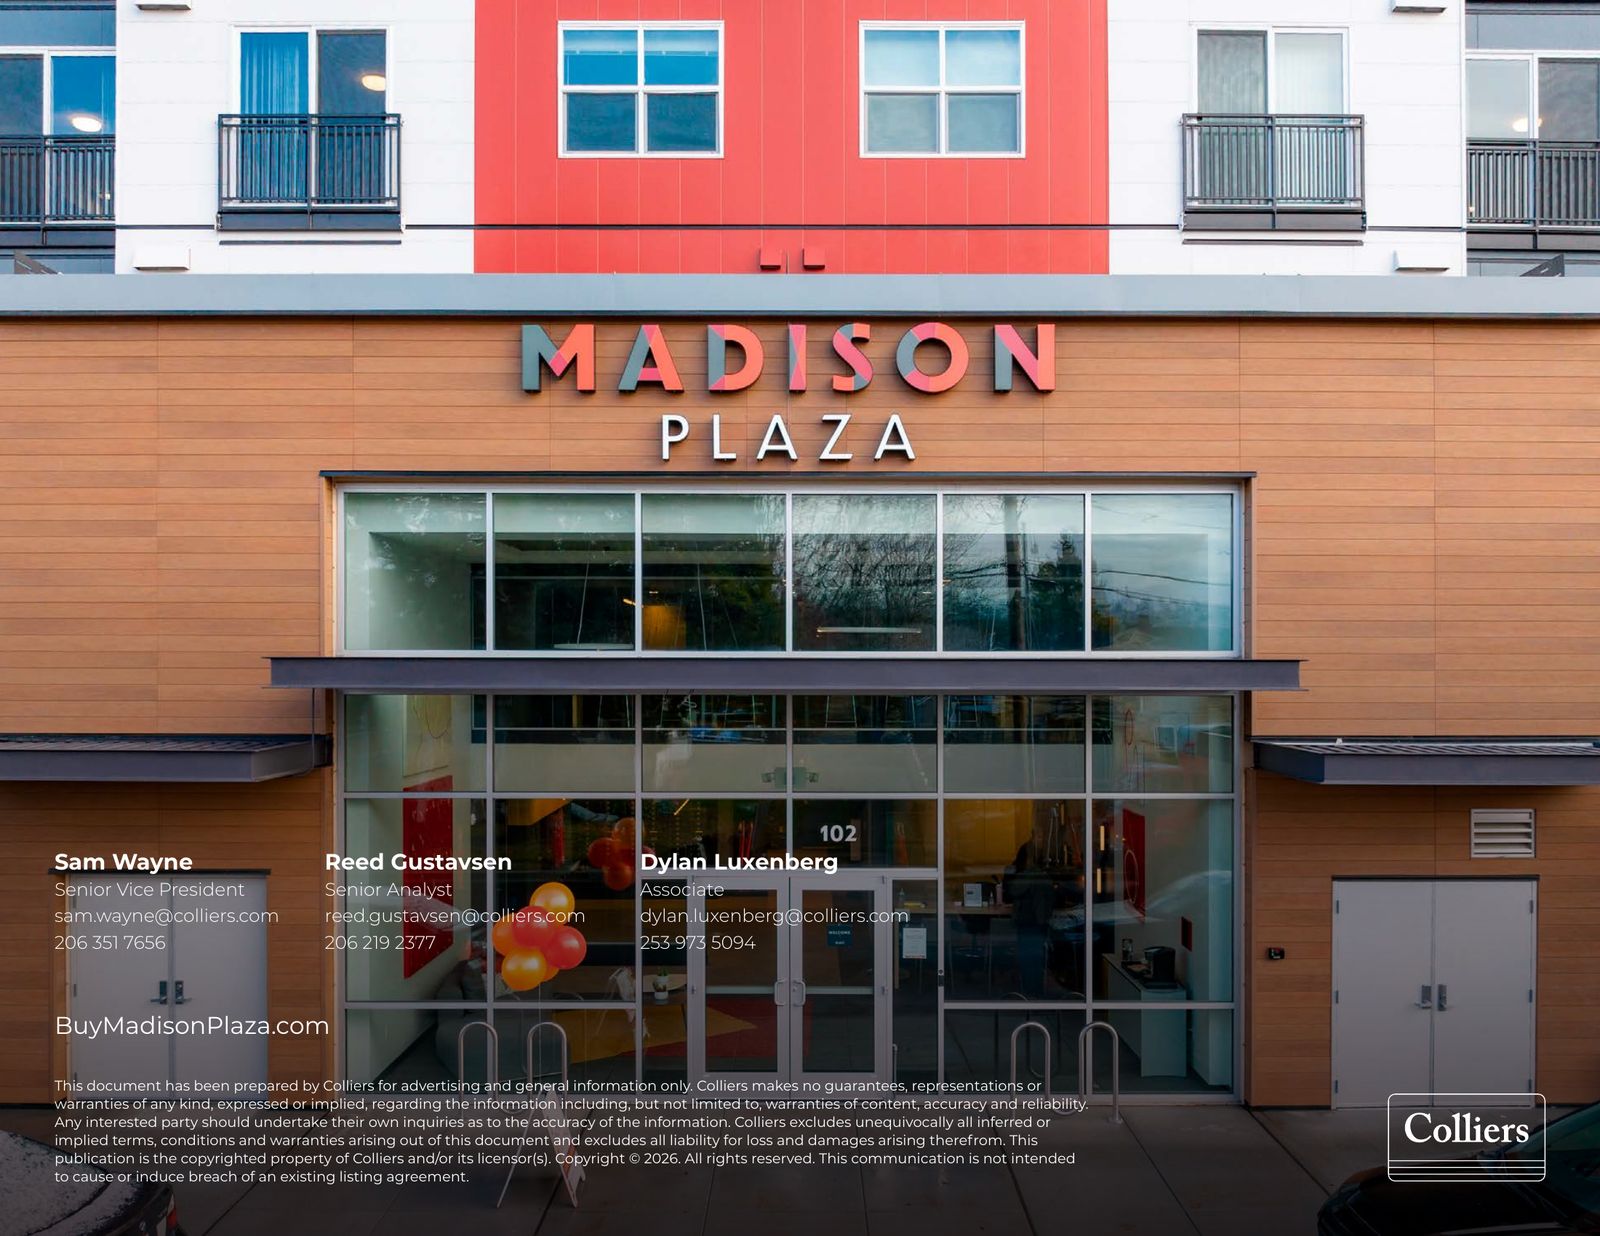 MADISON
PLAZA
102
Sam Wayne
Senior Vice President
sam.wayne@colliers.com
206 351 7656
Reed Gustavsen
Senior Analyst
reed.gustavsen@colliers.com
206 219 2377
Dylan Luxenberg
Associate
dylan.luxenberg@colliers.com
253 973 5094
WELCOME
BuyMadisonPlaza.com
This document has been prepared by Colliers for advertising and general information only. Colliers makes no guarantees, representations or
warranties of any kind, expressed or implied, regarding the information including, but not limited to, warranties of content, accuracy and reliability.
Any interested party should undertake their own inquiries as to the accuracy of the information. Colliers excludes unequivocally all inferred or
implied terms, conditions and warranties arising out of this document and excludes all liability for loss and damages arising therefrom. This
publication is the copyrighted property of Colliers and/or its licensor(s). Copyright © 2026. All rights reserved. This communication is not intended
to cause or induce breach of an existing listing agreement.
Colliers